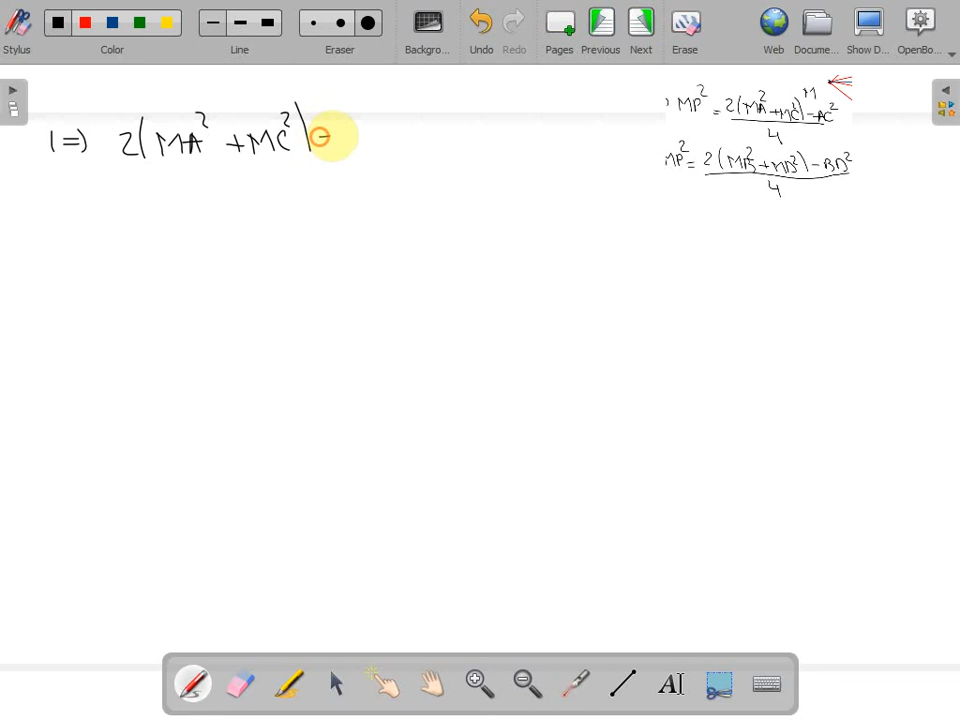 Stylus Color Line Eraser Backgro... Undo Redo Pages Previous Next Erase Web Docume... Show D... OpenBo...
M
) MP² = 2(MA² + MC²) - AC² / 4
1 ⇒ 2(MA² + MC²) -
MP² = 2(MB² + MD²) - BD² / 4
A